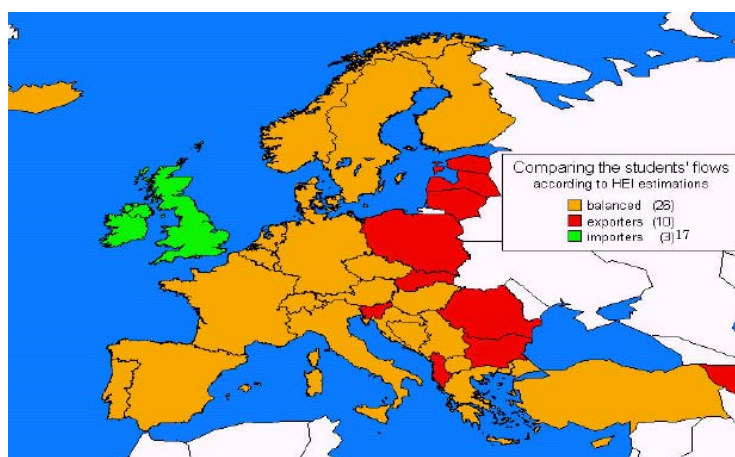 Comparing the students' flows
according to HEI estimations
balanced (26)
exporters (10)
importers (3)17